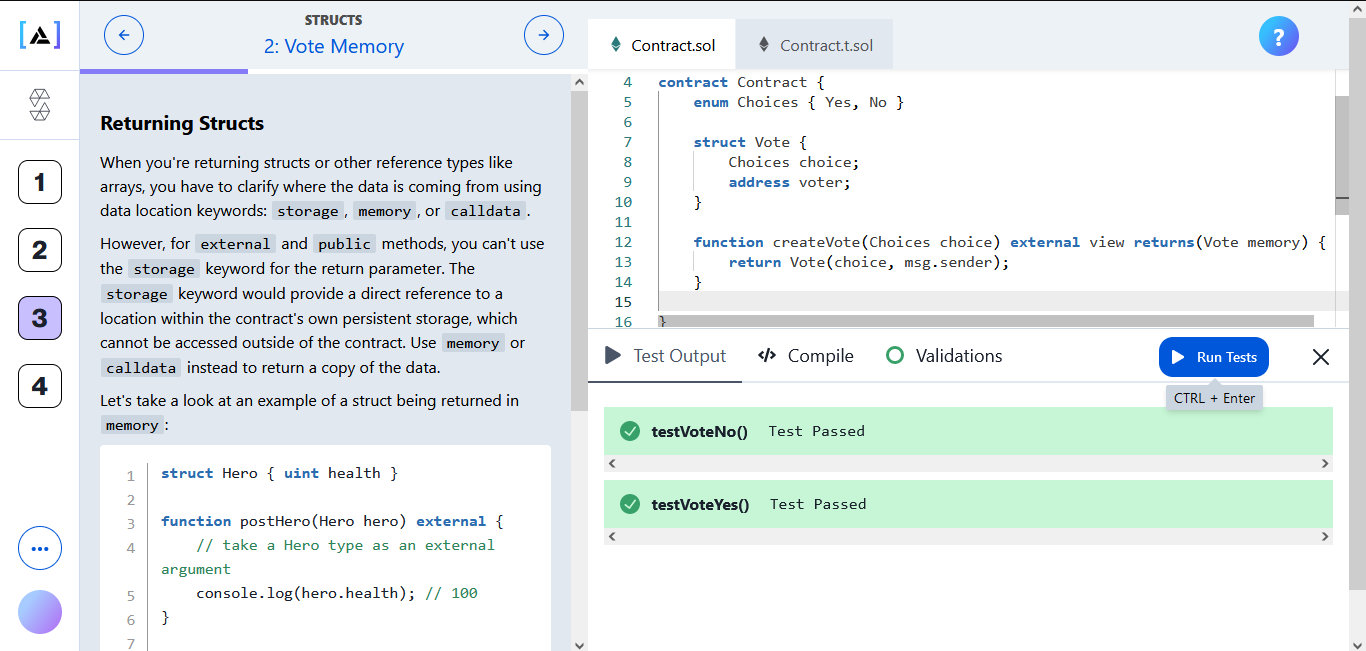 STRUCTS
2: Vote Memory
1
2
3
4
Returning Structs
When you're returning structs or other reference types like
arrays, you have to clarify where the data is coming from using
data location keywords: storage, memory, or calldata.
However, for external and public methods, you can't use
the storage keyword for the return parameter. The
storage keyword would provide a direct reference to a
location within the contract's own persistent storage, which
cannot be accessed outside of the contract. Use memory or
calldata instead to return a copy of the data.
Let's take a look at an example of a struct being returned in
memory:
1 struct Hero { uint health }
2
3 function postHero(Hero hero) external {
4 // take a Hero type as an external
argument
5 console.log(hero.health); // 100
6 }
7
Contract.sol
Contract.t.sol
?
4 contract Contract {
5 enum Choices { Yes, No }
6
7 struct Vote {
8 Choices choice;
9 address voter;
10 }
11
12 function createVote(Choices choice) external view returns(Vote memory) {
13 return Vote(choice, msg.sender);
14 }
15
16 }
Test Output
Compile
Validations
Run Tests
CTRL + Enter
testVoteNo() Test Passed
testVoteYes() Test Passed